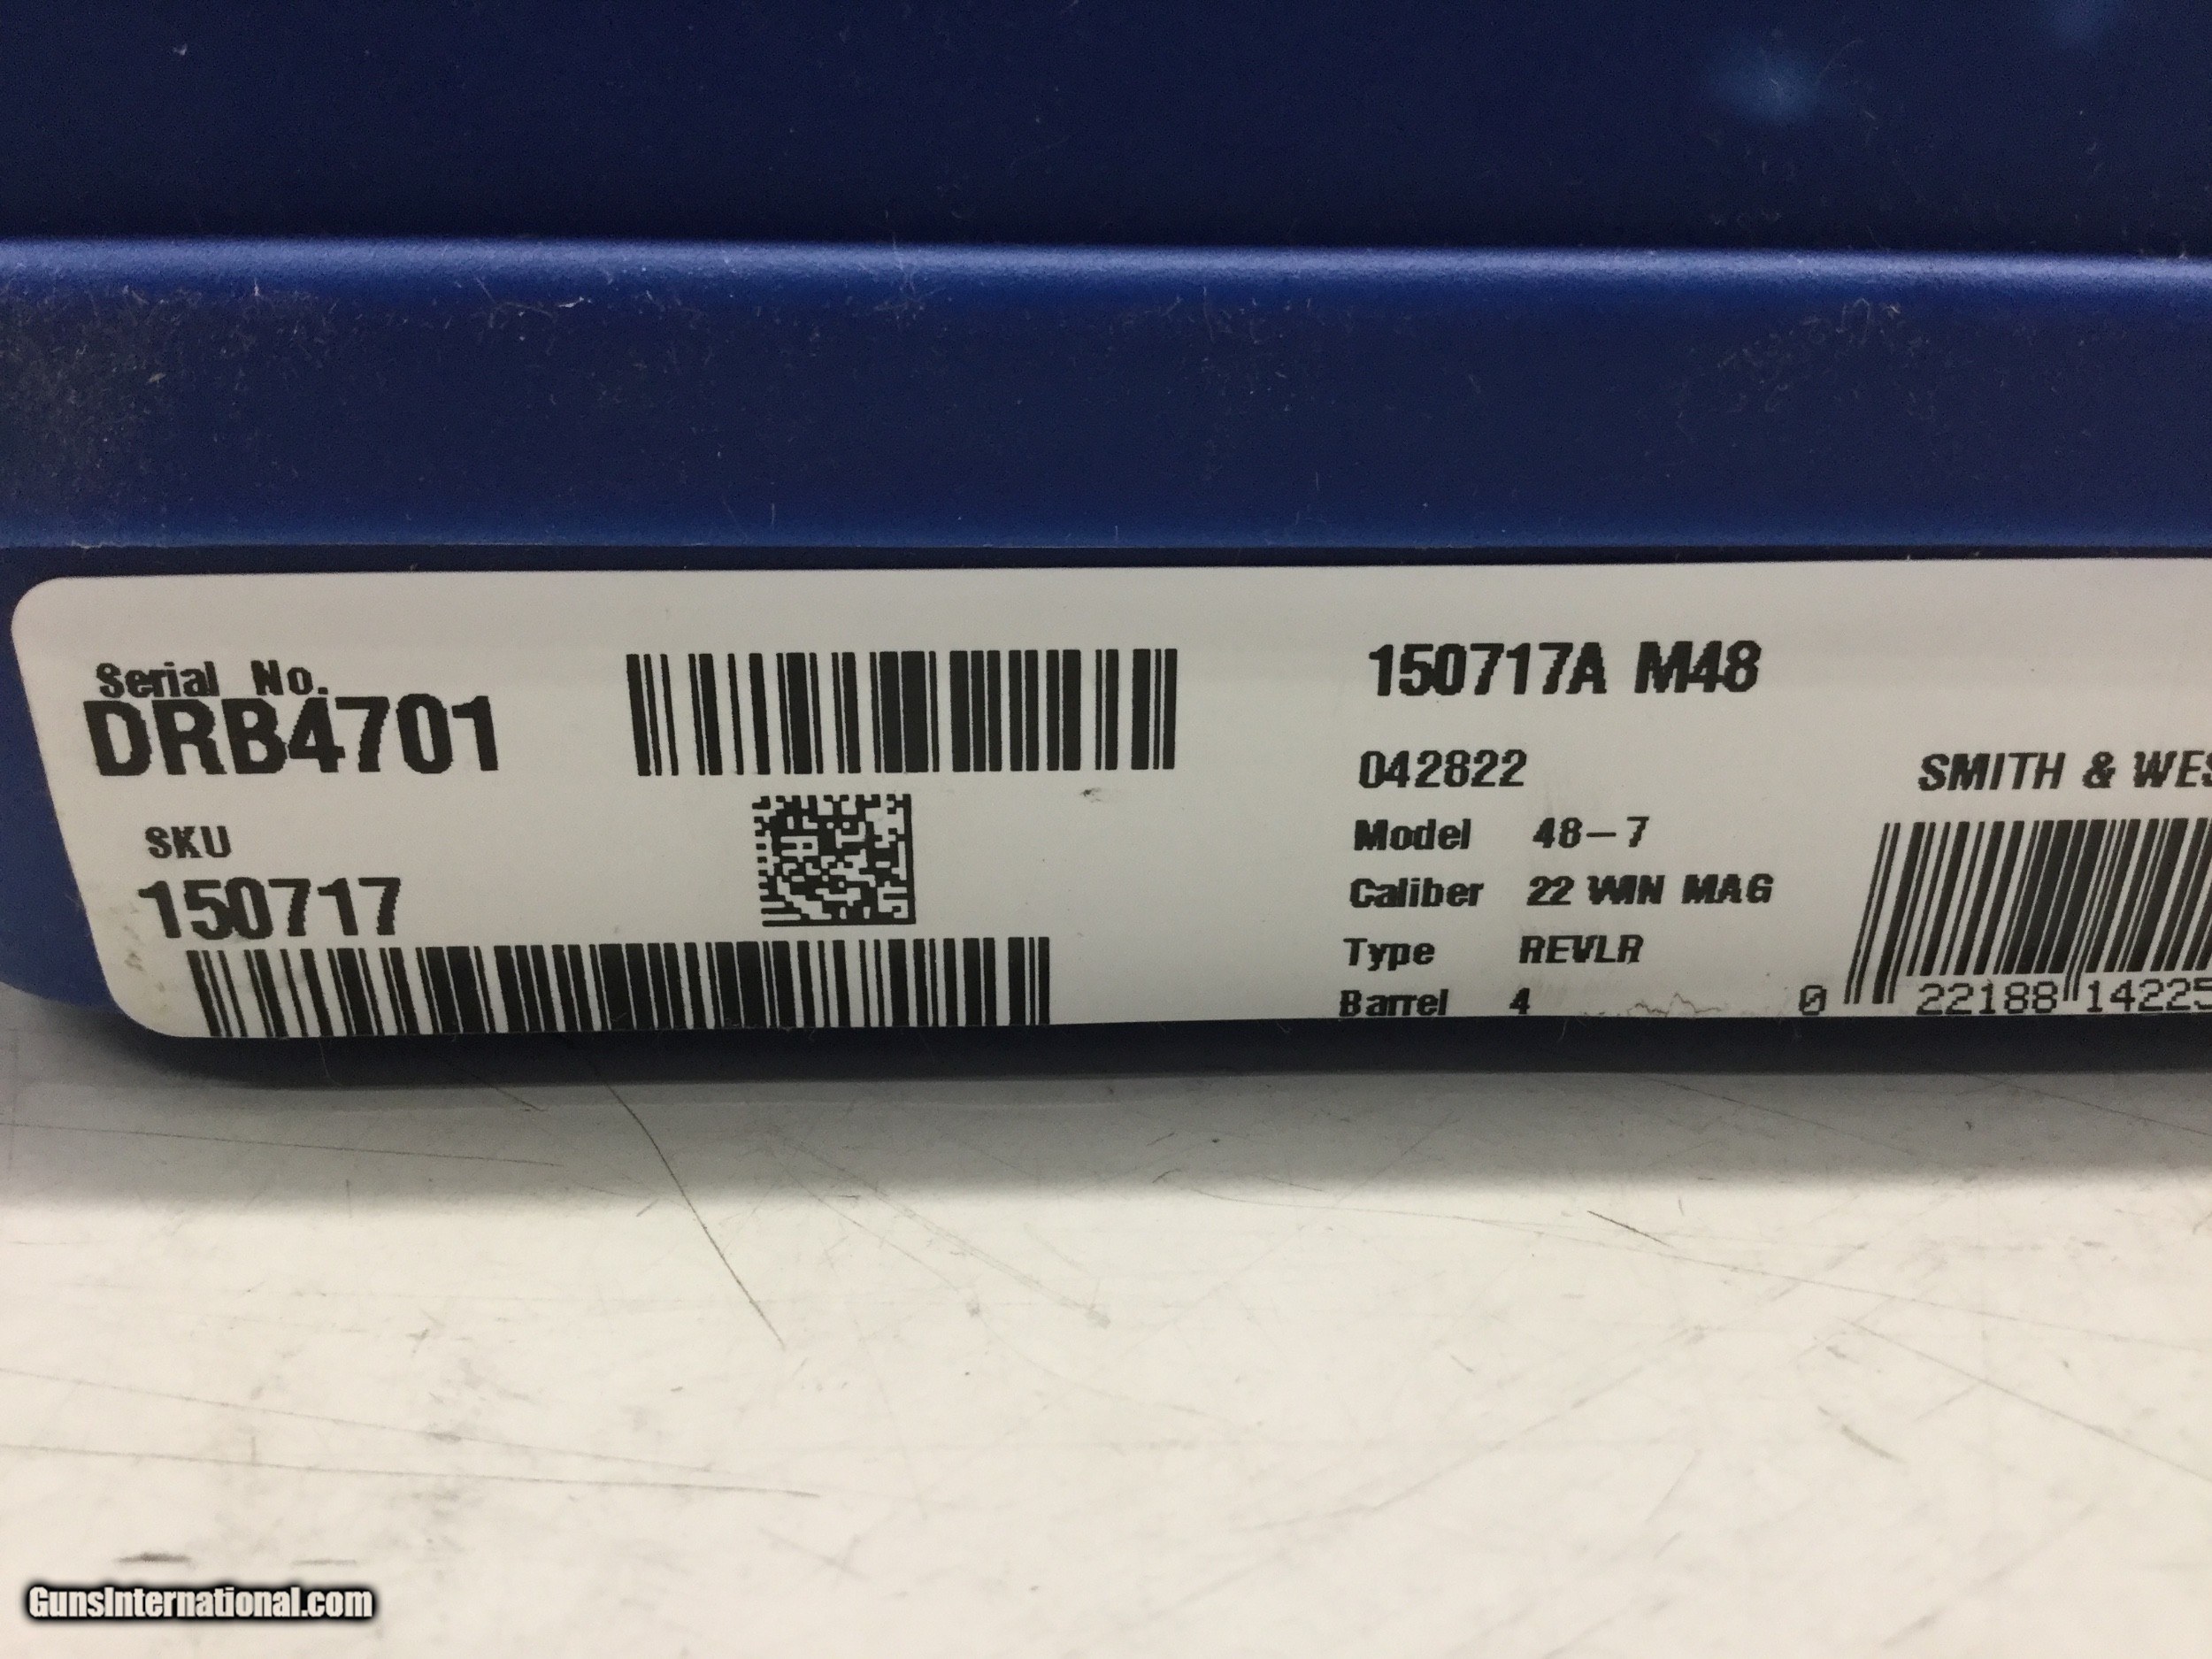 Serial No.
DRB4701
SKU
150717
150717A M48
042822
Model 48-7
Caliber 22 WIN MAG
Type REVLR
Barrel 4
SMITH & WES
0 22188 14225
GunsInternational.com